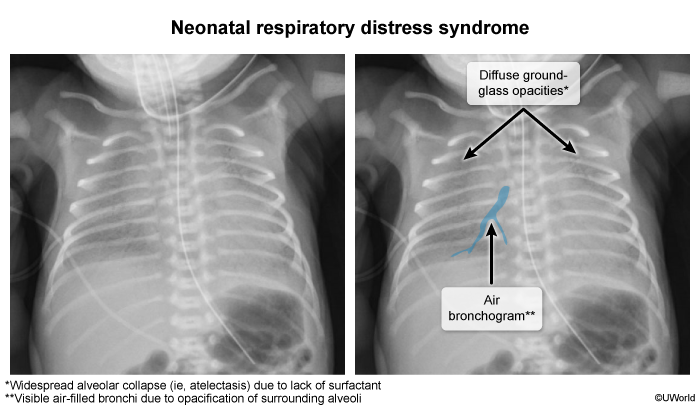 Neonatal respiratory distress syndrome
Diffuse ground-
glass opacities*
Air
bronchogram**
*Widespread alveolar collapse (ie, atelectasis) due to lack of surfactant
**Visible air-filled bronchi due to opacification of surrounding alveoli
©UWorld